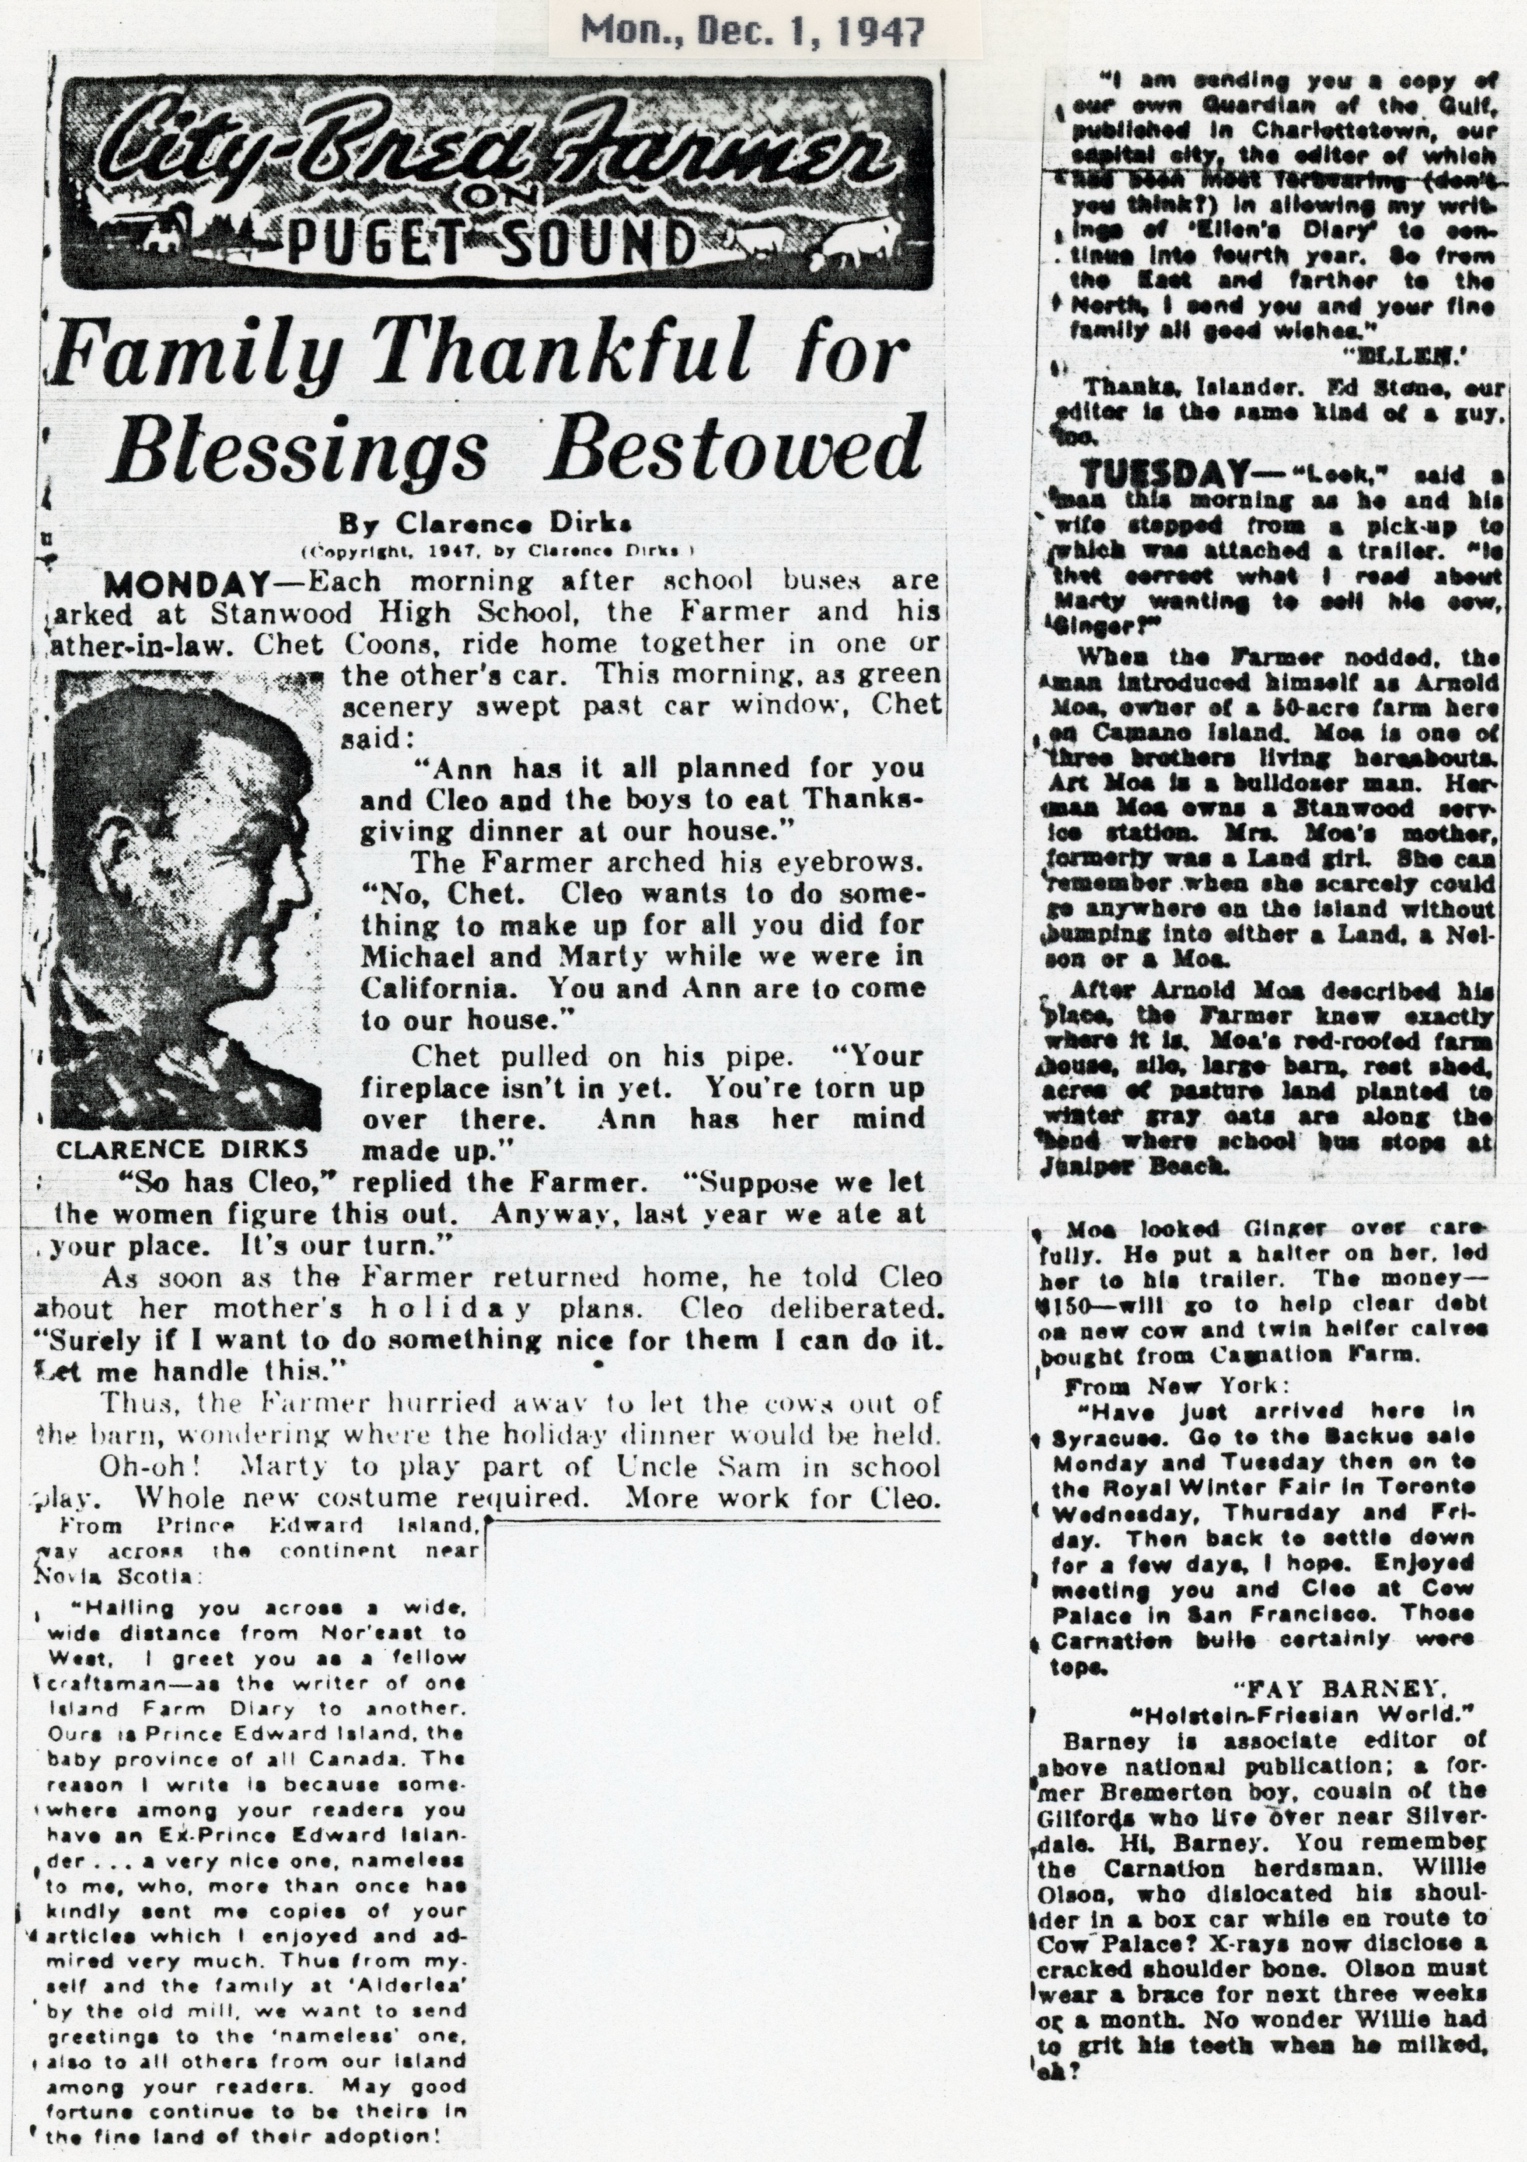 Mon., Dec. 1, 1947
City-Bred Farmer
ON
PUGET SOUND
Family Thankful for
Blessings Bestowed
By Clarence Dirks
(Copyright, 1947, by Clarence Dirks)
MONDAY—Each morning after school buses are
arked at Stanwood High School, the Farmer and his
ather-in-law. Chet Coons, ride home together in one or
the other's car. This morning, as green
scenery swept past car window, Chet
said:
"Ann has it all planned for you
and Cleo and the boys to eat Thanks-
giving dinner at our house."
The Farmer arched his eyebrows.
"No, Chet. Cleo wants to do some-
thing to make up for all you did for
Michael and Marty while we were in
California. You and Ann are to come
to our house."
Chet pulled on his pipe. "Your
fireplace isn't in yet. You're torn up
over there. Ann has her mind
made up."
CLARENCE DIRKS
"So has Cleo," replied the Farmer. "Suppose we let
the women figure this out. Anyway, last year we ate at
your place. It's our turn."
As soon as the Farmer returned home, he told Cleo
about her mother's holiday plans. Cleo deliberated.
"Surely if I want to do something nice for them I can do it.
Let me handle this."
Thus, the Farmer hurried away to let the cows out of
the barn, wondering where the holiday dinner would be held.
Oh-oh! Marty to play part of Uncle Sam in school
play. Whole new costume required. More work for Cleo.
From Prince Edward Island,
way across the continent near
Novia Scotia:
"Hailing you across a wide,
wide distance from Nor'east to
West, I greet you as a fellow
craftsman—as the writer of one
Island Farm Diary to another.
Ours is Prince Edward Island, the
baby province of all Canada. The
reason I write is because some-
where among your readers you
have an Ex-Prince Edward Islan-
der . . . a very nice one, nameless
to me, who, more than once has
kindly sent me copies of your
articles which I enjoyed and ad-
mired very much. Thus from my-
self and the family at 'Alderlea'
by the old mill, we want to send
greetings to the 'nameless' one,
also to all others from our Island
among your readers. May good
fortune continue to be theirs in
the fine land of their adoption!
"I am sending you a copy of
our own Guardian of the Gulf,
published in Charlottetown, our
capital city, the editor of which
has been most forbearing (don't
you think?) in allowing my writ-
ings of 'Ellen's Diary' to con-
tinue into fourth year. So from
the East and farther to the
North, I send you and your fine
family all good wishes."
"ELLEN.'
Thanks, Islander. Ed Stone, our
editor is the same kind of a guy,
too.
TUESDAY—"Look," said a
man this morning as he and his
wife stepped from a pick-up to
which was attached a trailer. "Is
that correct what I read about
Marty wanting to sell his cow,
Ginger?"
When the Farmer nodded, the
man introduced himself as Arnold
Moa, owner of a 50-acre farm here
on Camano Island. Moa is one of
three brothers living hereabouts.
Art Moa is a bulldozer man. Her-
man Moa owns a Stanwood serv-
ice station. Mrs. Moa's mother,
formerly was a Land girl. She can
remember when she scarcely could
go anywhere on the island without
bumping into either a Land, a Nel-
son or a Moa.
After Arnold Moa described his
place, the Farmer knew exactly
where it is. Moa's red-roofed farm
house, silo, large barn, rest shed,
acres of pasture land planted to
winter gray oats are along the
bend where school bus stops at
Juniper Beach.
Moa looked Ginger over care-
fully. He put a halter on her, led
her to his trailer. The money—
$150—will go to help clear debt
on new cow and twin heifer calves
bought from Carnation Farm.
From New York:
"Have just arrived here in
Syracuse. Go to the Backus sale
Monday and Tuesday then on to
the Royal Winter Fair in Toronto
Wednesday, Thursday and Fri-
day. Then back to settle down
for a few days, I hope. Enjoyed
meeting you and Cleo at Cow
Palace in San Francisco. Those
Carnation bulls certainly were
tops.
"FAY BARNEY,
"Holstein-Friesian World."
Barney is associate editor of
above national publication; a for-
mer Bremerton boy, cousin of the
Gilfords who live over near Silver-
dale. Hi, Barney. You remember
the Carnation herdsman. Willie
Olson, who dislocated his shoul-
der in a box car while en route to
Cow Palace? X-rays now disclose a
cracked shoulder bone. Olson must
wear a brace for next three weeks
or a month. No wonder Willie had
to grit his teeth when he milked,
eh?